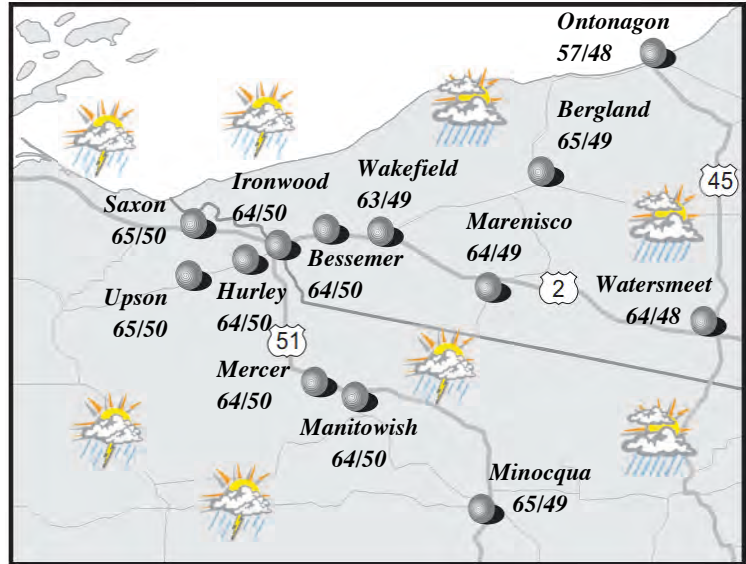 Ontonagon
57/48
Bergland
65/49
45
Ironwood
64/50
Wakefield
63/49
Saxon
65/50
Marenisco
64/49
Bessemer
64/50
Upson
65/50
Hurley
64/50
2
Watersmeet
64/48
51
Mercer
64/50
Manitowish
64/50
Minocqua
65/49